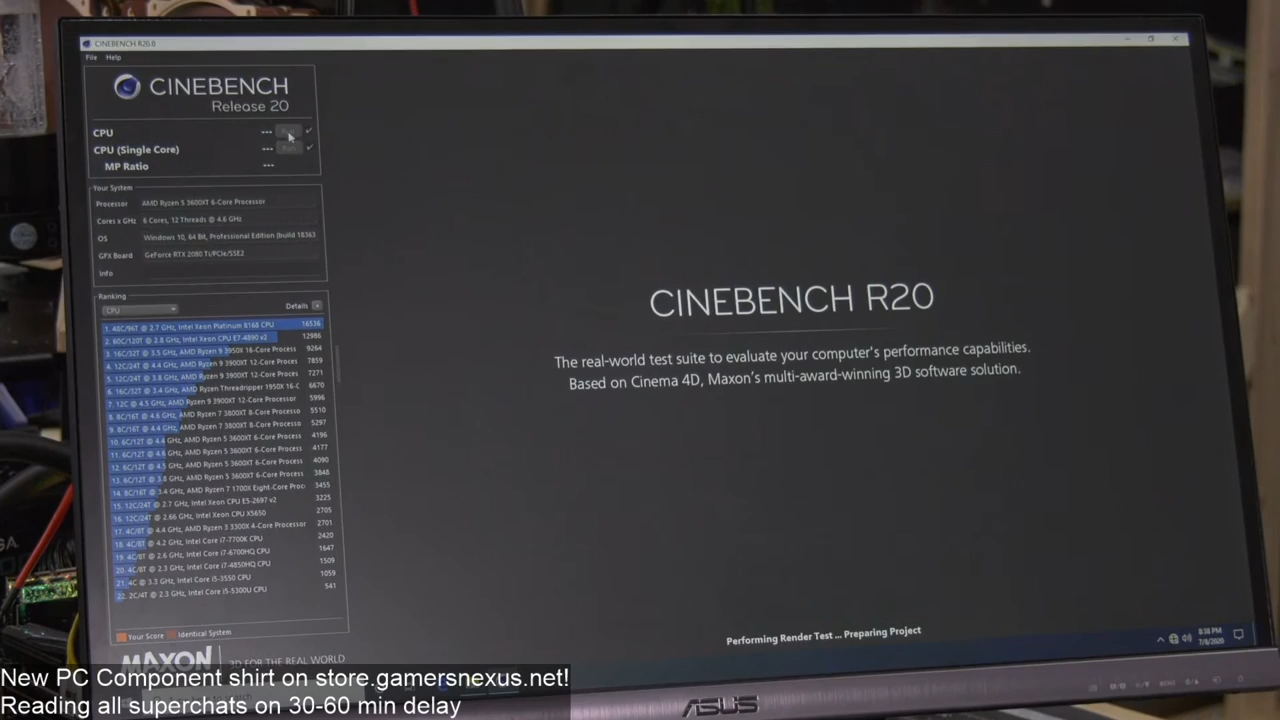 CINEBENCH R20.0
File Help
CINEBENCH
Release 20
CPU ---
CPU (Single Core) --- Run
MP Ratio ---
Your System
Processor AMD Ryzen 5 3600XT 6-Core Processor
Cores x GHz 6 Cores, 12 Threads @ 4.6 GHz
OS Windows 10, 64 Bit, Professional Edition (build 18363
GFX Board GeForce RTX 2080 Ti/PCIe/SSE2
Info
Ranking
CPU Details
1. 48C/96T @ 2.7 GHz, Intel Xeon Platinum 8168 CPU 16536
2. 60C/120T @ 2.8 GHz, Intel Xeon CPU E7-4890 v2 12986
3. 16C/32T @ 3.5 GHz, AMD Ryzen 9 3950X 16-Core Process 9264
4. 12C/24T @ 4.4 GHz, AMD Ryzen 9 3900XT 12-Core Proces 7859
5. 12C/24T @ 3.8 GHz, AMD Ryzen 9 3900XT 12-Core Proces 7271
6. 16C/32T @ 3.4 GHz, AMD Ryzen Threadripper 1950X 16-C 6670
7. 12C @ 4.5 GHz, AMD Ryzen 9 3900XT 12-Core Processor 5996
8. 8C/16T @ 4.6 GHz, AMD Ryzen 7 3800XT 8-Core Processo 5510
9. 8C/16T @ 4.4 GHz, AMD Ryzen 7 3800XT 8-Core Processo 5297
10. 6C/12T @ 4.4 GHz, AMD Ryzen 5 3600XT 6-Core Process 4196
11. 6C/12T @ 4.6 GHz, AMD Ryzen 5 3600XT 6-Core Process 4177
12. 6C/12T @ 4.5 GHz, AMD Ryzen 5 3600XT 6-Core Process 4090
13. 6C/12T @ 3.8 GHz, AMD Ryzen 5 3600XT 6-Core Process 3848
14. 8C/16T @ 3.4 GHz, AMD Ryzen 7 1700X Eight-Core Proc 3455
15. 12C/24T @ 2.7 GHz, Intel Xeon CPU E5-2697 v2 3225
16. 12C/24T @ 2.66 GHz, Intel Xeon CPU X5650 2705
17. 4C/8T @ 4.4 GHz, AMD Ryzen 3 3300X 4-Core Processor 2701
18. 4C/8T @ 4.2 GHz, Intel Core i7-7700K CPU 2420
19. 4C/8T @ 2.6 GHz, Intel Core i7-6700HQ CPU 1647
20. 4C/8T @ 2.3 GHz, Intel Core i7-4850HQ CPU 1509
21. 4C @ 3.3 GHz, Intel Core i5-3550 CPU 1059
22. 2C/4T @ 2.3 GHz, Intel Core i5-5300U CPU 541
Your Score Identical System
MAXON 3D FOR THE REAL WORLD
CINEBENCH R20
The real-world test suite to evaluate your computer's performance capabilities.
Based on Cinema 4D, Maxon's multi-award-winning 3D software solution.
Performing Render Test ... Preparing Project
8:38 PM
7/8/2020
ASUS
New PC Component shirt on store.gamersnexus.net!
Reading all superchats on 30-60 min delay